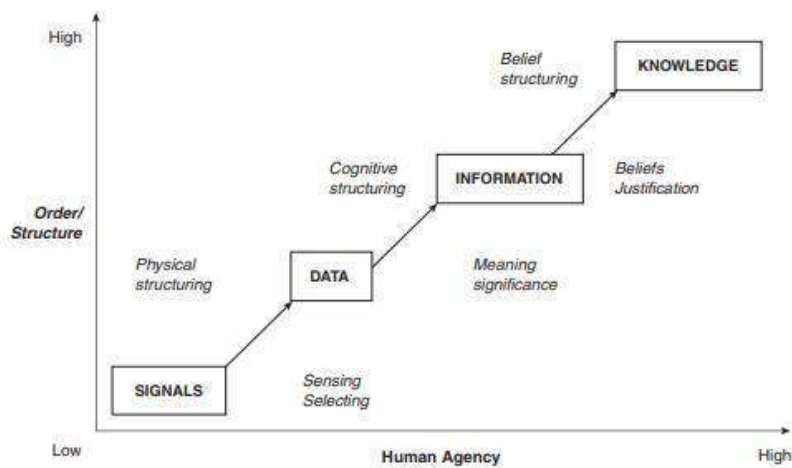 High
Belief
structuring
KNOWLEDGE
Cognitive
structuring
INFORMATION
Beliefs
Justification
Order/
Structure
Physical
structuring
DATA
Meaning
significance
SIGNALS
Sensing
Selecting
Low
Human Agency
High